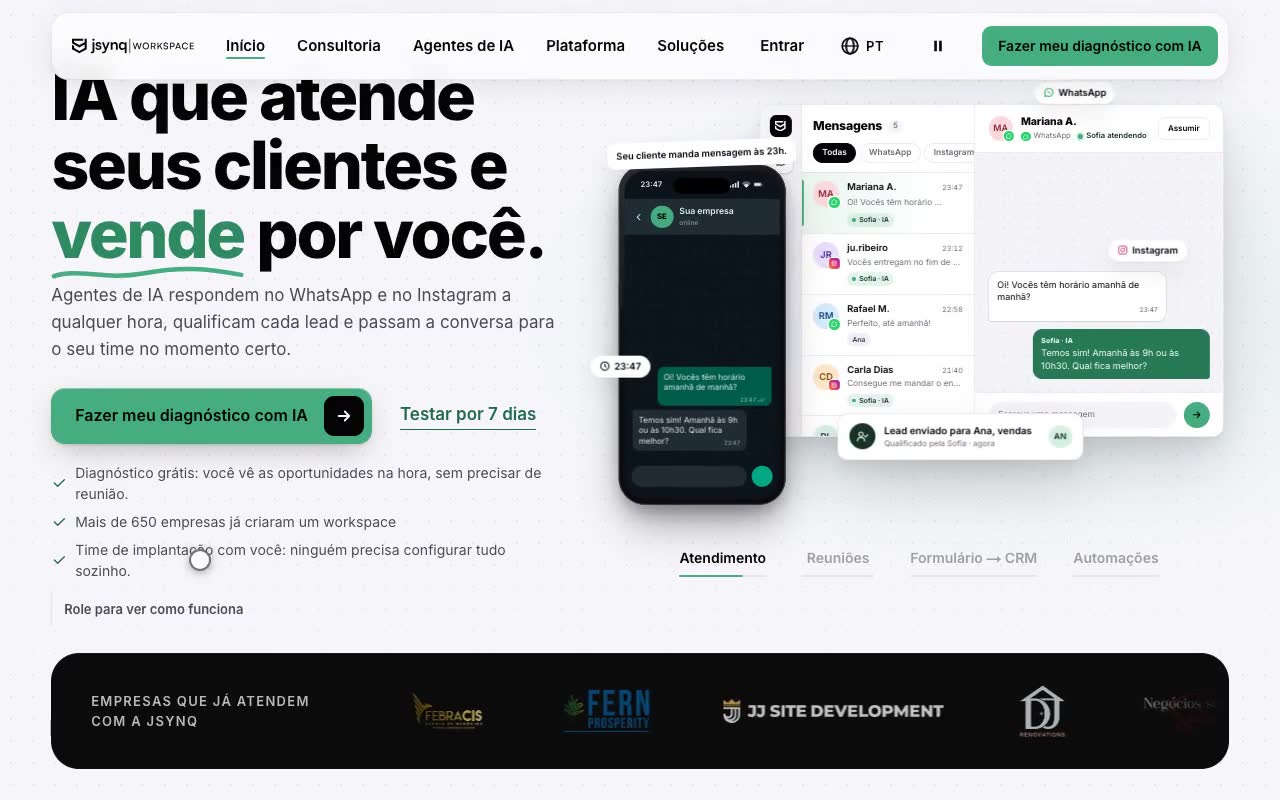 jsynq WORKSPACE
Início
Consultoria
Agentes de IA
Plataforma
Soluções
Entrar
PT
Fazer meu diagnóstico com IA
IA que atende
seus clientes e
vende por você.
Agentes de IA respondem no WhatsApp e no Instagram a
qualquer hora, qualificam cada lead e passam a conversa para
o seu time no momento certo.
Fazer meu diagnóstico com IA
Testar por 7 dias
Diagnóstico grátis: você vê as oportunidades na hora, sem precisar de
reunião.
Mais de 650 empresas já criaram um workspace
Time de implantação com você: ninguém precisa configurar tudo
sozinho.
Role para ver como funciona
Seu cliente manda mensagem às 23h.
23:47
SE
Sua empresa
online
23:47
Oi! Vocês têm horário
amanhã de manhã?
23:47
Temos sim! Amanhã às 9h
ou às 10h30. Qual fica
melhor?
23:47
Mensagens 5
Todas
WhatsApp
Instagram
MA
Mariana A.
23:47
Oi! Vocês têm horário ...
Sofia · IA
JR
ju.ribeiro
23:12
Vocês entregam no fim de ...
Sofia · IA
RM
Rafael M.
22:58
Perfeito, até amanhã!
Ana
CD
Carla Dias
21:40
Consegue me mandar o en...
Sofia · IA
WhatsApp
MA
Mariana A.
WhatsApp
Sofia atendendo
Assumir
Instagram
Oi! Vocês têm horário amanhã de
manhã?
23:47
Sofia · IA
Temos sim! Amanhã às 9h ou às
10h30. Qual fica melhor?
Lead enviado para Ana, vendas
Qualificado pela Sofia · agora
AN
Atendimento
Reuniões
Formulário → CRM
Automações
EMPRESAS QUE JÁ ATENDEM
COM A JSYNQ
FEBRACIS
FERN
PROSPERITY
JJ SITE DEVELOPMENT
DJ
RENOVATIONS
Negócios